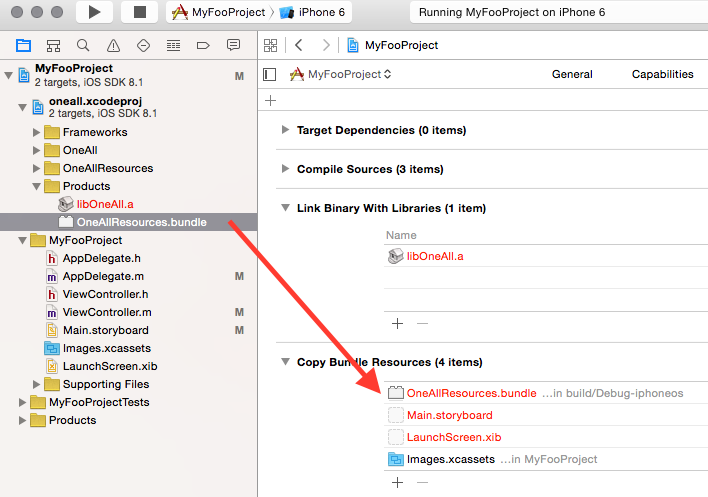 MyFooProject > iPhone 6
Running MyFooProject on iPhone 6
MyFooProject
2 targets, iOS SDK 8.1
M
oneall.xcodeproj
2 targets, iOS SDK 8.1
Frameworks
OneAll
OneAllResources
Products
libOneAll.a
OneAllResources.bundle
MyFooProject
AppDelegate.h
AppDelegate.m
M
ViewController.h
ViewController.m
M
Main.storyboard
M
Images.xcassets
LaunchScreen.xib
Supporting Files
MyFooProjectTests
Products
MyFooProject
MyFooProject
General
Capabilities
Target Dependencies (0 items)
Compile Sources (3 items)
Link Binary With Libraries (1 item)
Name
libOneAll.a
Copy Bundle Resources (4 items)
OneAllResources.bundle ...in build/Debug-iphoneos
Main.storyboard
LaunchScreen.xib
Images.xcassets ...in MyFooProject